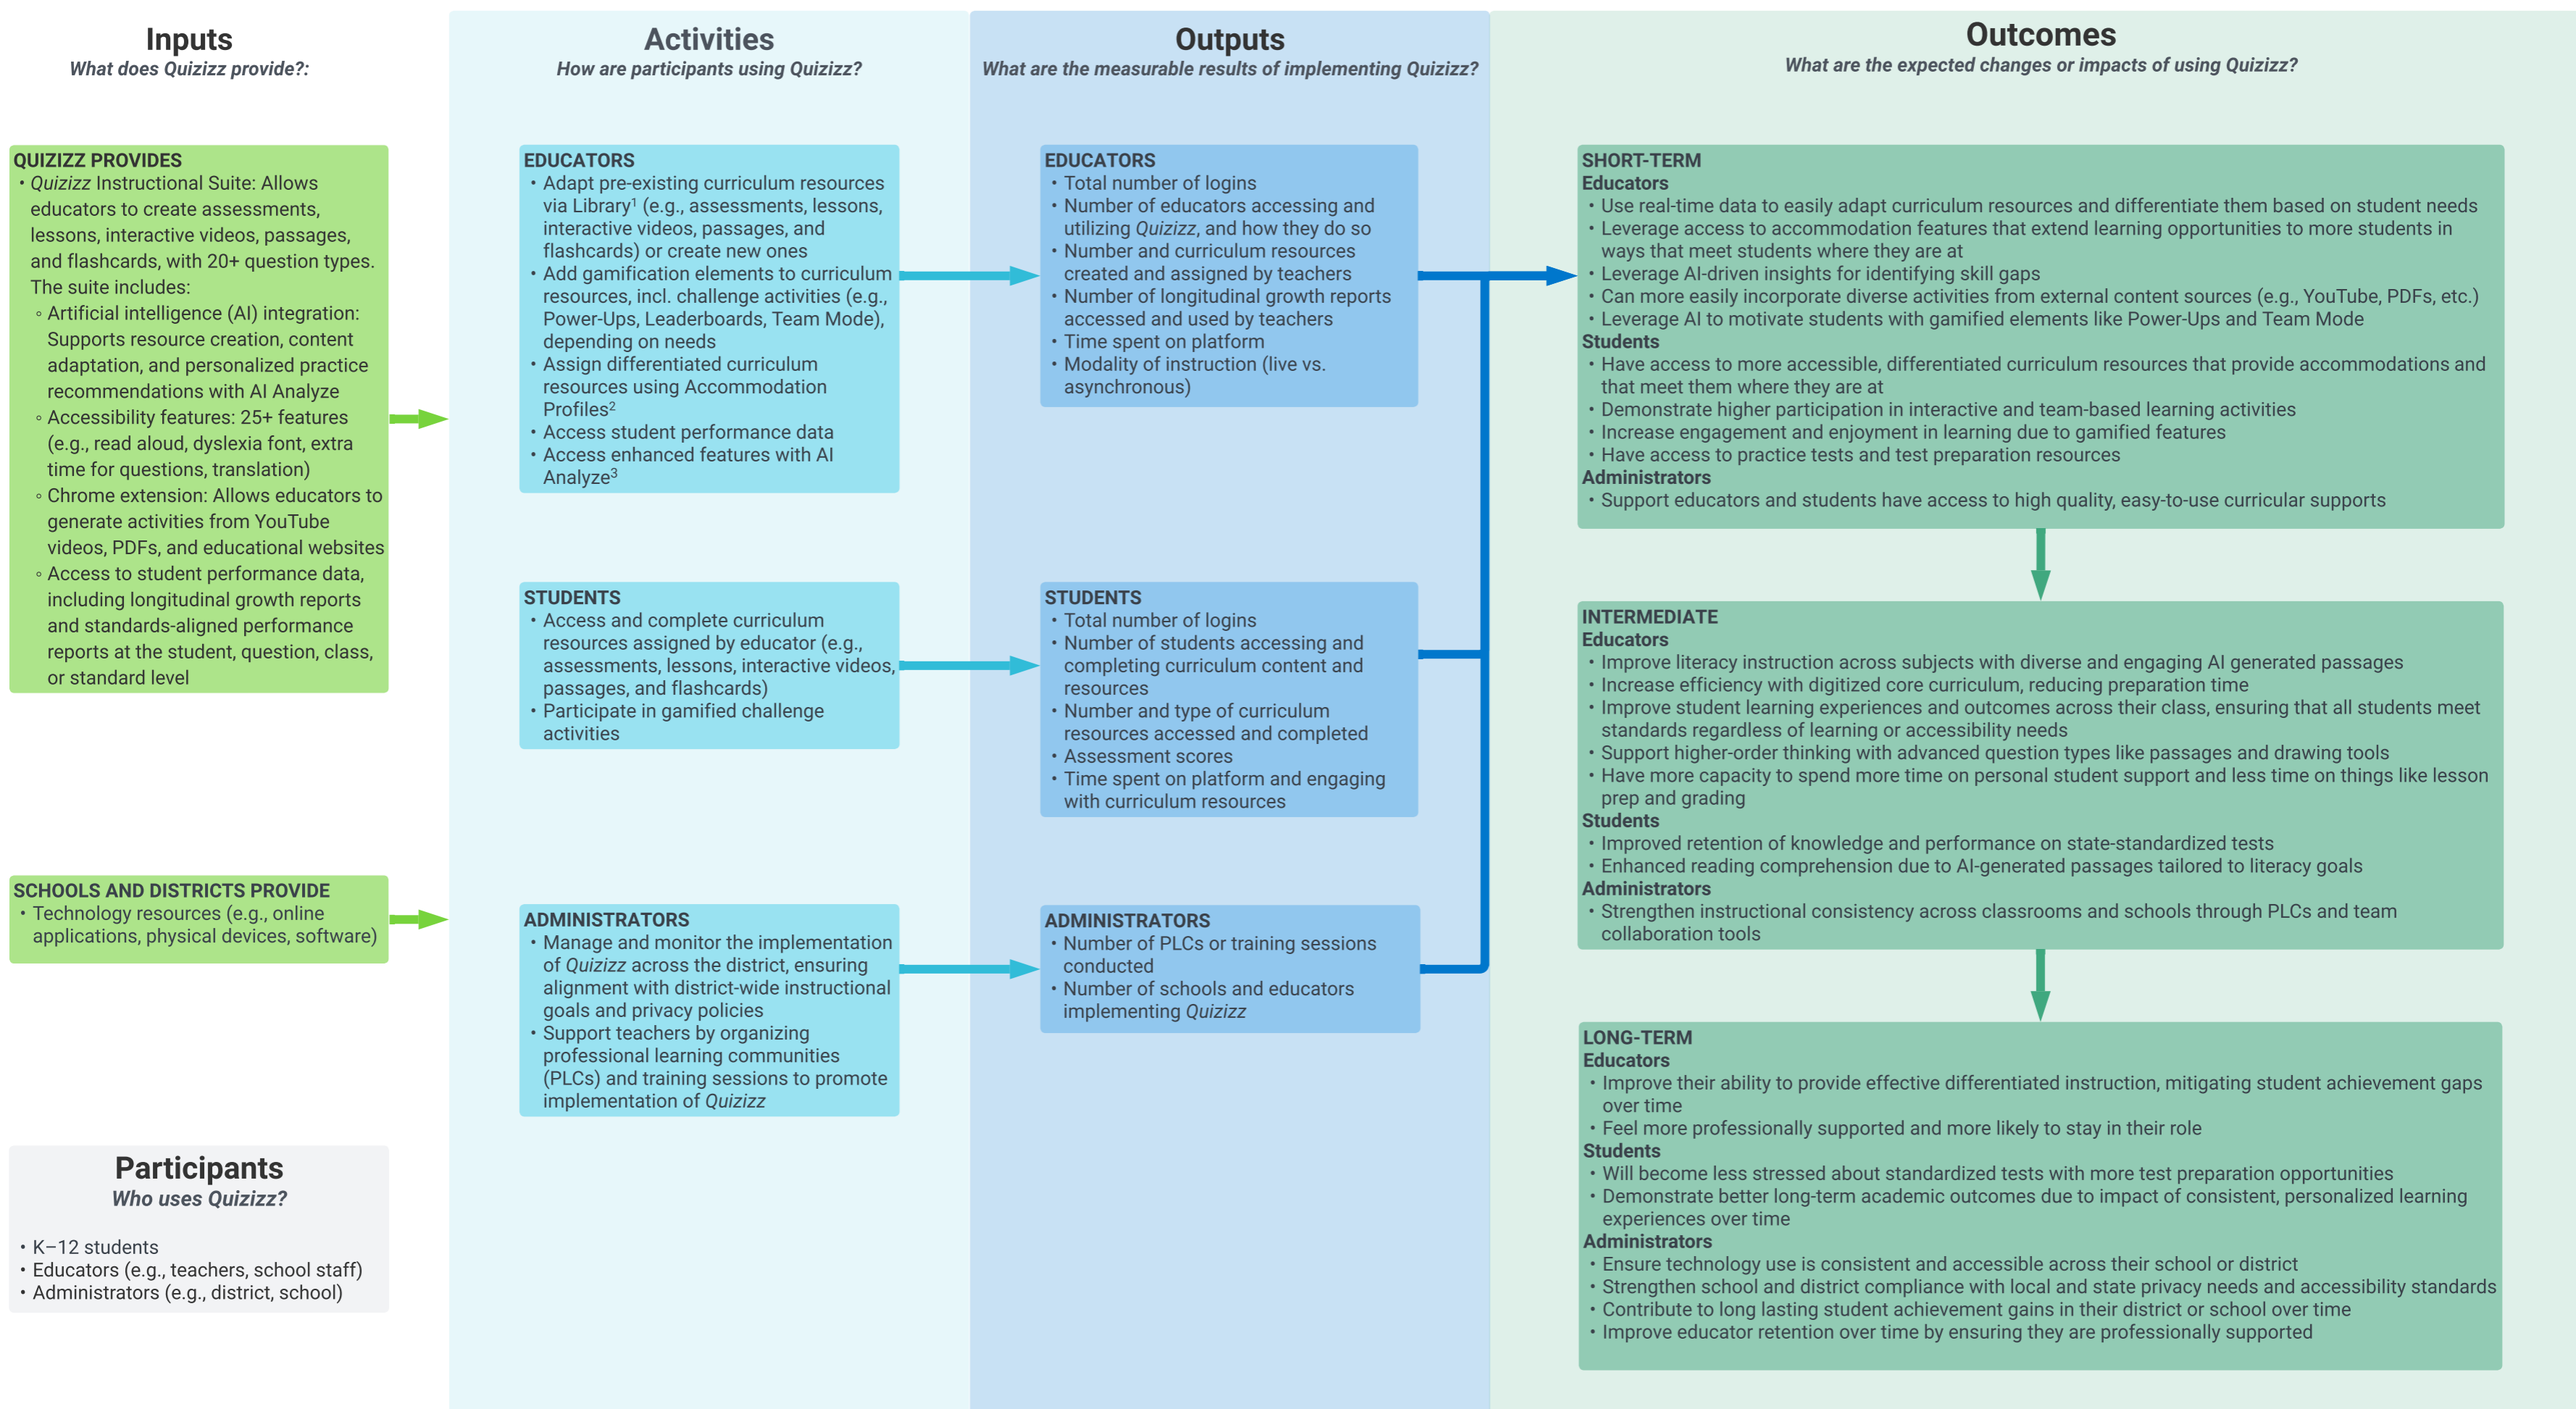 Inputs
What does Quizizz provide?:
QUIZIZZ PROVIDES
• Quizizz Instructional Suite: Allows
educators to create assessments,
lessons, interactive videos, passages,
and flashcards, with 20+ question types.
The suite includes:
◦ Artificial intelligence (AI) integration:
Supports resource creation, content
adaptation, and personalized practice
recommendations with AI Analyze
◦ Accessibility features: 25+ features
(e.g., read aloud, dyslexia font, extra
time for questions, translation)
◦ Chrome extension: Allows educators to
generate activities from YouTube
videos, PDFs, and educational websites
◦ Access to student performance data,
including longitudinal growth reports
and standards-aligned performance
reports at the student, question, class,
or standard level
SCHOOLS AND DISTRICTS PROVIDE
• Technology resources (e.g., online
applications, physical devices, software)
Participants
Who uses Quizizz?
• K–12 students
• Educators (e.g., teachers, school staff)
• Administrators (e.g., district, school)
Activities
How are participants using Quizizz?
EDUCATORS
• Adapt pre-existing curriculum resources
via Library¹ (e.g., assessments, lessons,
interactive videos, passages, and
flashcards) or create new ones
• Add gamification elements to curriculum
resources, incl. challenge activities (e.g.,
Power-Ups, Leaderboards, Team Mode),
depending on needs
• Assign differentiated curriculum
resources using Accommodation
Profiles²
• Access student performance data
• Access enhanced features with AI
Analyze³
STUDENTS
• Access and complete curriculum
resources assigned by educator (e.g.,
assessments, lessons, interactive videos,
passages, and flashcards)
• Participate in gamified challenge
activities
ADMINISTRATORS
• Manage and monitor the implementation
of Quizizz across the district, ensuring
alignment with district-wide instructional
goals and privacy policies
• Support teachers by organizing
professional learning communities
(PLCs) and training sessions to promote
implementation of Quizizz
Outputs
What are the measurable results of implementing Quizizz?
EDUCATORS
• Total number of logins
• Number of educators accessing and
utilizing Quizizz, and how they do so
• Number and curriculum resources
created and assigned by teachers
• Number of longitudinal growth reports
accessed and used by teachers
• Time spent on platform
• Modality of instruction (live vs.
asynchronous)
STUDENTS
• Total number of logins
• Number of students accessing and
completing curriculum content and
resources
• Number and type of curriculum
resources accessed and completed
• Assessment scores
• Time spent on platform and engaging
with curriculum resources
ADMINISTRATORS
• Number of PLCs or training sessions
conducted
• Number of schools and educators
implementing Quizizz
Outcomes
What are the expected changes or impacts of using Quizizz?
SHORT-TERM
Educators
• Use real-time data to easily adapt curriculum resources and differentiate them based on student needs
• Leverage access to accommodation features that extend learning opportunities to more students in
ways that meet students where they are at
• Leverage AI-driven insights for identifying skill gaps
• Can more easily incorporate diverse activities from external content sources (e.g., YouTube, PDFs, etc.)
• Leverage AI to motivate students with gamified elements like Power-Ups and Team Mode
Students
• Have access to more accessible, differentiated curriculum resources that provide accommodations and
that meet them where they are at
• Demonstrate higher participation in interactive and team-based learning activities
• Increase engagement and enjoyment in learning due to gamified features
• Have access to practice tests and test preparation resources
Administrators
• Support educators and students have access to high quality, easy-to-use curricular supports
INTERMEDIATE
Educators
• Improve literacy instruction across subjects with diverse and engaging AI generated passages
• Increase efficiency with digitized core curriculum, reducing preparation time
• Improve student learning experiences and outcomes across their class, ensuring that all students meet
standards regardless of learning or accessibility needs
• Support higher-order thinking with advanced question types like passages and drawing tools
• Have more capacity to spend more time on personal student support and less time on things like lesson
prep and grading
Students
• Improved retention of knowledge and performance on state-standardized tests
• Enhanced reading comprehension due to AI-generated passages tailored to literacy goals
Administrators
• Strengthen instructional consistency across classrooms and schools through PLCs and team
collaboration tools
LONG-TERM
Educators
• Improve their ability to provide effective differentiated instruction, mitigating student achievement gaps
over time
• Feel more professionally supported and more likely to stay in their role
Students
• Will become less stressed about standardized tests with more test preparation opportunities
• Demonstrate better long-term academic outcomes due to impact of consistent, personalized learning
experiences over time
Administrators
• Ensure technology use is consistent and accessible across their school or district
• Strengthen school and district compliance with local and state privacy needs and accessibility standards
• Contribute to long lasting student achievement gains in their district or school over time
• Improve educator retention over time by ensuring they are professionally supported